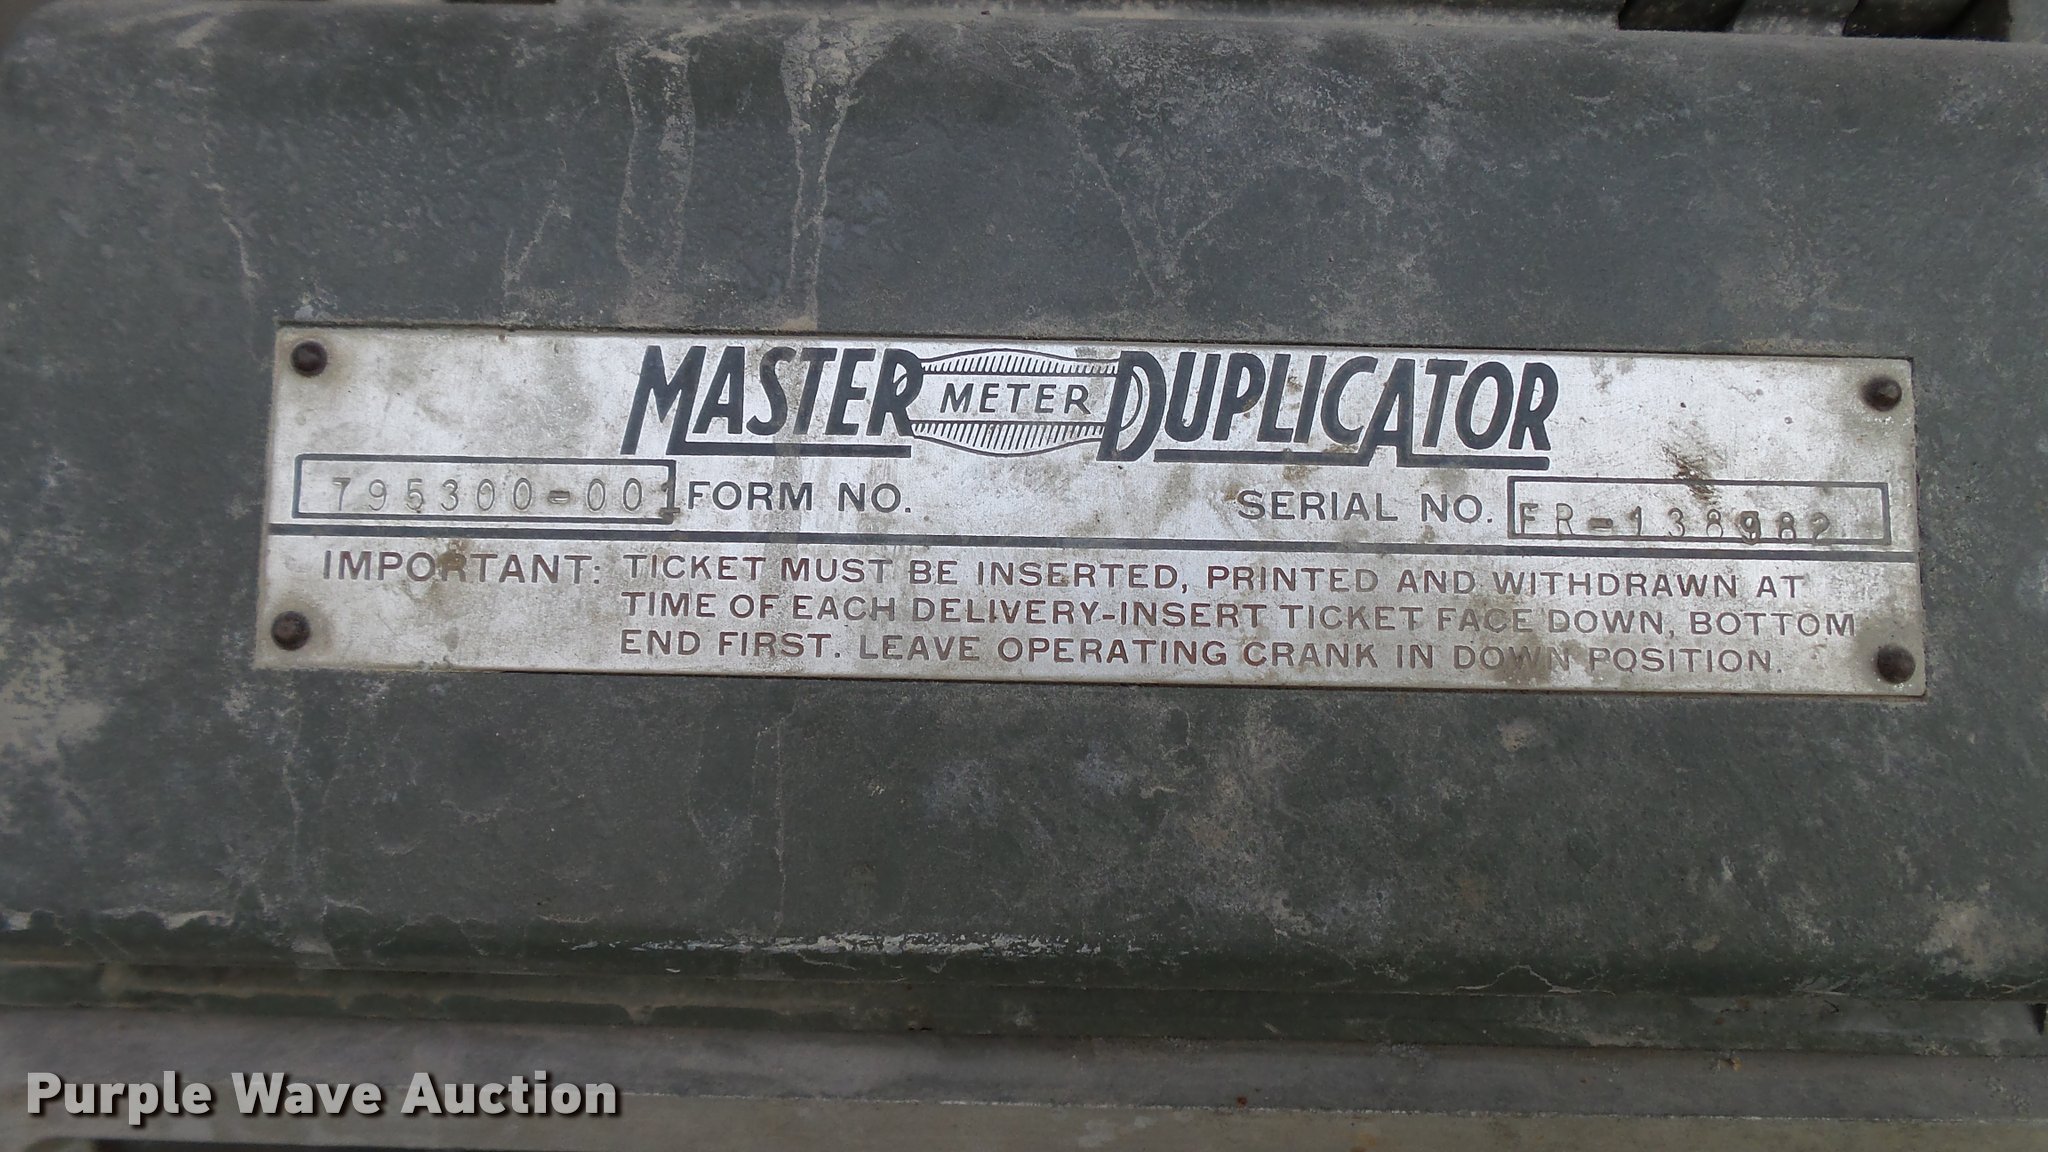 MASTER METER DUPLICATOR
795300-001 FORM NO. SERIAL NO. FR-138982
IMPORTANT: TICKET MUST BE INSERTED, PRINTED AND WITHDRAWN AT
TIME OF EACH DELIVERY-INSERT TICKET FACE DOWN, BOTTOM
END FIRST. LEAVE OPERATING CRANK IN DOWN POSITION.
Purple Wave Auction